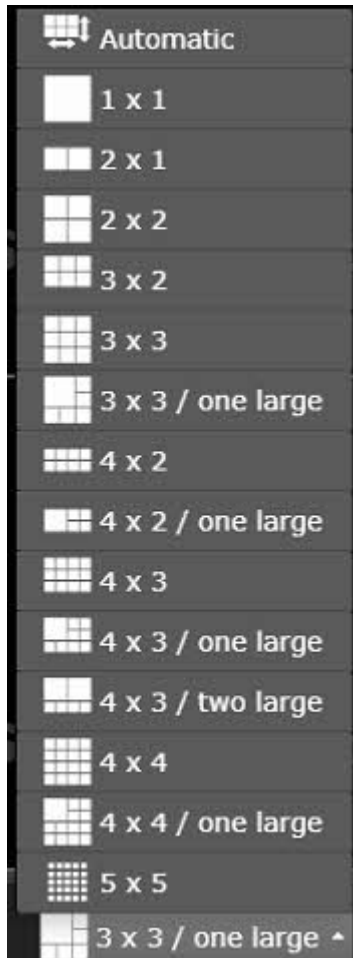 Automatic
1 x 1
2 x 1
2 x 2
3 x 2
3 x 3
3 x 3 / one large
4 x 2
4 x 2 / one large
4 x 3
4 x 3 / one large
4 x 3 / two large
4 x 4
4 x 4 / one large
5 x 5
3 x 3 / one large